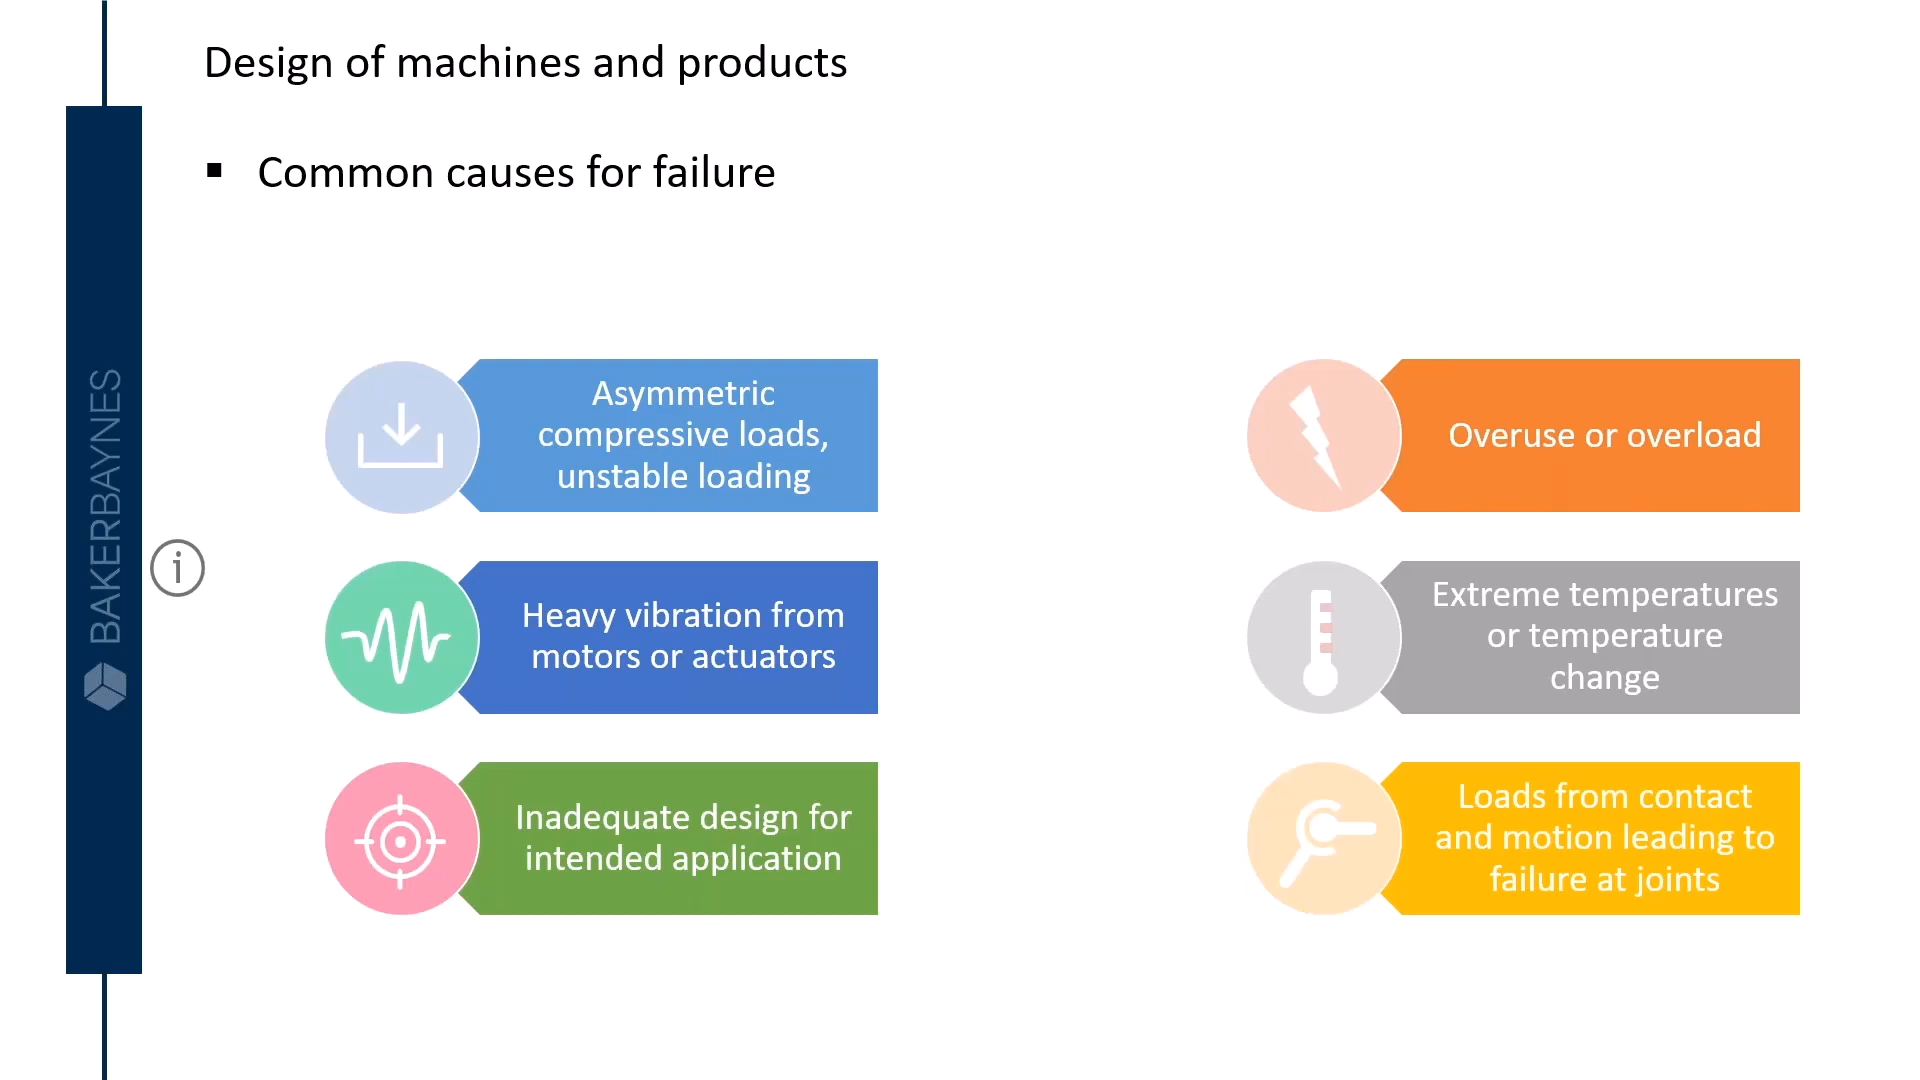 Design of machines and products
▪ Common causes for failure
Asymmetric
compressive loads,
unstable loading
Heavy vibration from
motors or actuators
Inadequate design for
intended application
Overuse or overload
Extreme temperatures
or temperature
change
Loads from contact
and motion leading to
failure at joints
BAKERBAYNES
i